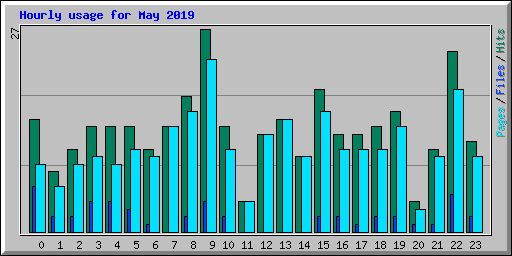 Hourly usage for May 2019
27
Pages / Files / Hits
0 1 2 3 4 5 6 7 8 9 10 11 12 13 14 15 16 17 18 19 20 21 22 23